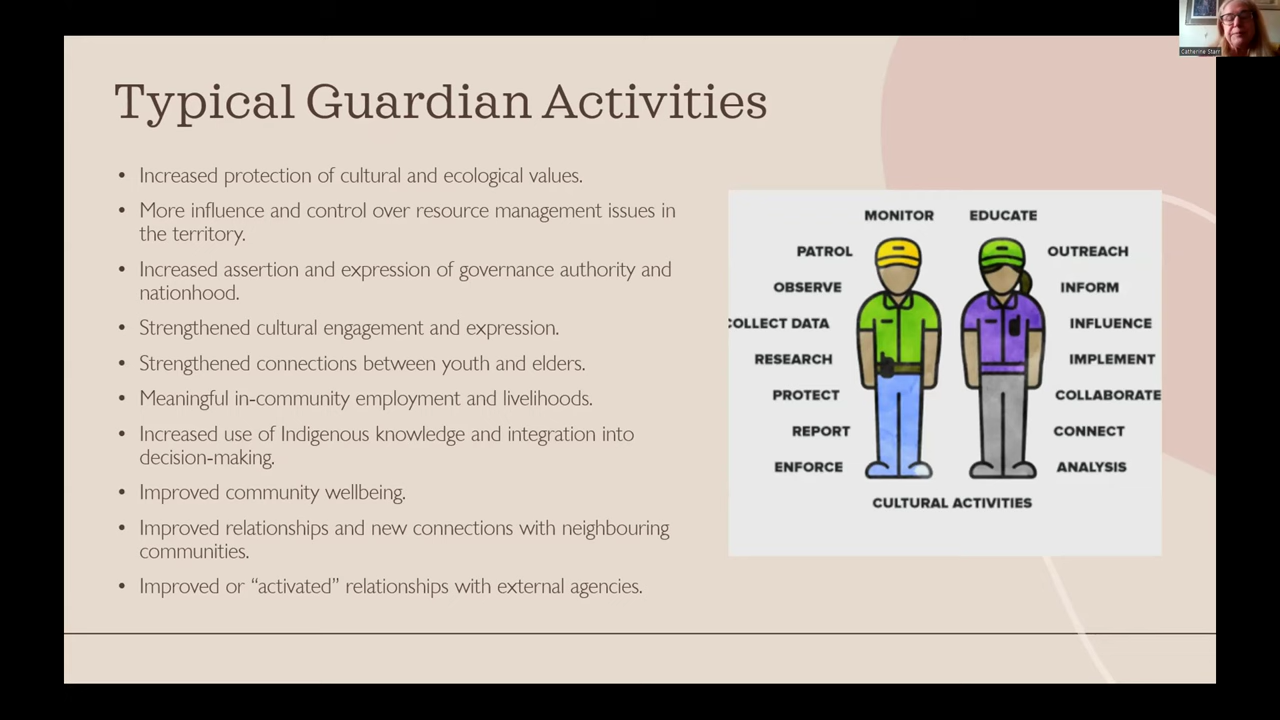 Catherine Starr
Typical Guardian Activities
• Increased protection of cultural and ecological values.
• More influence and control over resource management issues in
the territory.
• Increased assertion and expression of governance authority and
nationhood.
• Strengthened cultural engagement and expression.
• Strengthened connections between youth and elders.
• Meaningful in-community employment and livelihoods.
• Increased use of Indigenous knowledge and integration into
decision-making.
• Improved community wellbeing.
• Improved relationships and new connections with neighbouring
communities.
• Improved or “activated” relationships with external agencies.
MONITOR EDUCATE
PATROL OUTREACH
OBSERVE INFORM
COLLECT DATA INFLUENCE
RESEARCH IMPLEMENT
PROTECT COLLABORATE
REPORT CONNECT
ENFORCE ANALYSIS
CULTURAL ACTIVITIES